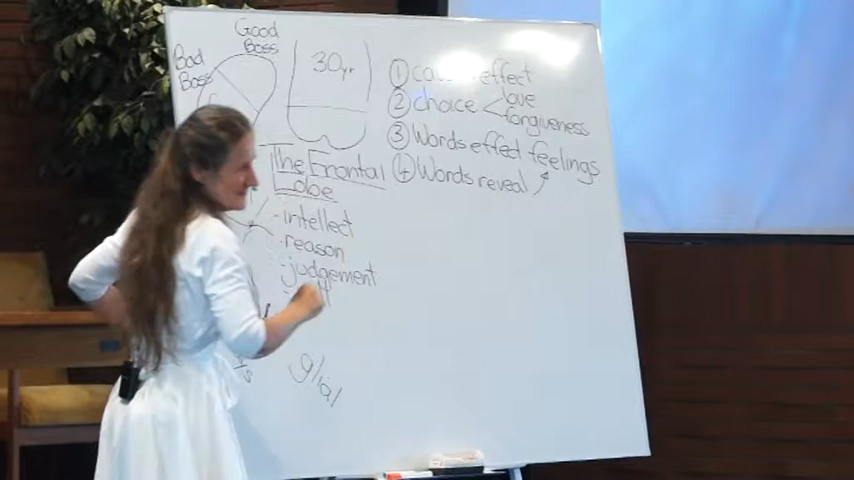 Good
Boss
Bad
Boss
30yr
The Frontal
Lobe
- intellect
- reason
- judgement
glial
① cause effect
② choice < love
forgiveness
③ Words effect feelings
④ Words reveal